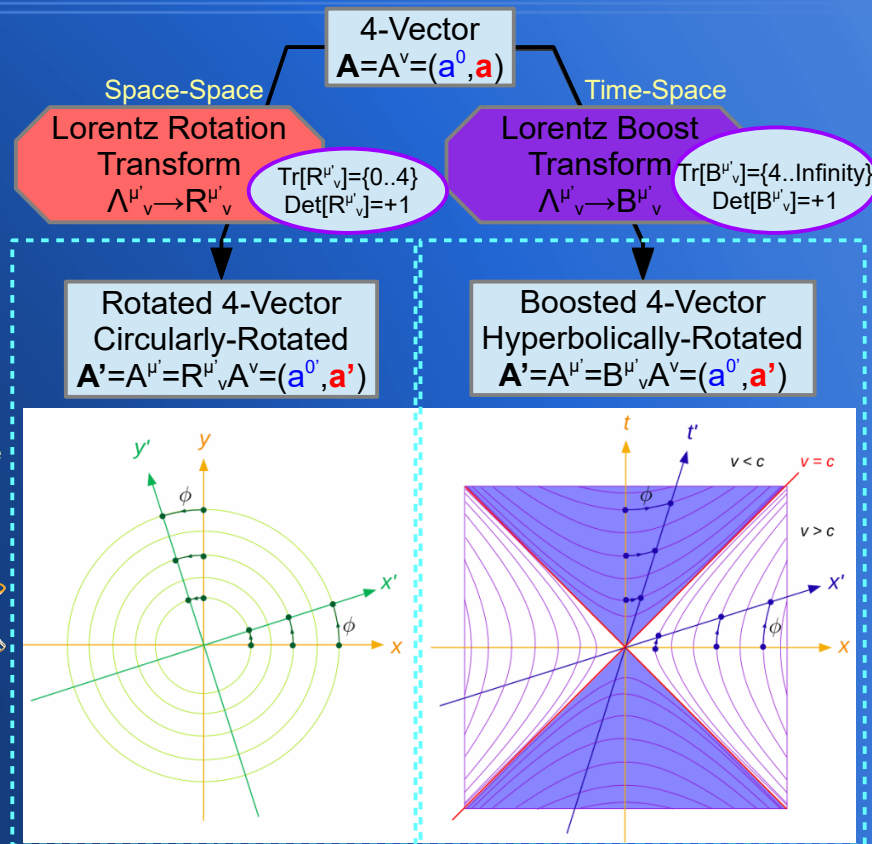 4-Vector
A=Aᵛ=(a⁰,a)
Space-Space
Time-Space
Lorentz Rotation
Transform
Λ^μ'_ν→R^μ'_ν
Tr[R^μ'_ν]={0..4}
Det[R^μ'_ν]=+1
Lorentz Boost
Transform
Λ^μ'_ν→B^μ'_ν
Tr[B^μ'_ν]={4..Infinity}
Det[B^μ'_ν]=+1
Rotated 4-Vector
Circularly-Rotated
A'=A^μ'=R^μ'_νA^ν=(a^0',a')
Boosted 4-Vector
Hyperbolically-Rotated
A'=A^μ'=B^μ'_νA^ν=(a^0',a')
y'
y
ϕ
x'
ϕ
x
t
t'
v < c
v = c
ϕ
v > c
x'
ϕ
x